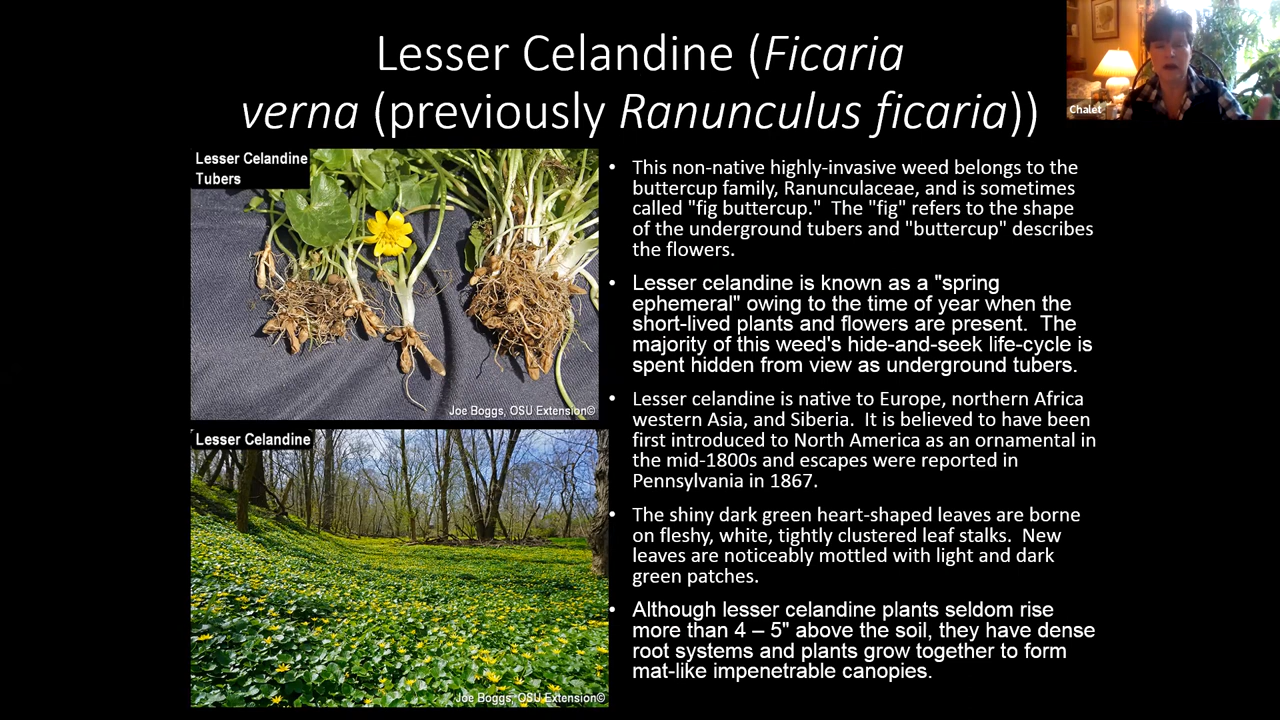 Lesser Celandine (Ficaria
verna (previously Ranunculus ficaria))
Chalet
Lesser Celandine
Tubers
Joe Boggs, OSU Extension©
Lesser Celandine
Joe Boggs, OSU Extension©
• This non-native highly-invasive weed belongs to the
buttercup family, Ranunculaceae, and is sometimes
called "fig buttercup."  The "fig" refers to the shape
of the underground tubers and "buttercup" describes
the flowers.
• Lesser celandine is known as a "spring
ephemeral" owing to the time of year when the
short-lived plants and flowers are present.  The
majority of this weed's hide-and-seek life-cycle is
spent hidden from view as underground tubers.
• Lesser celandine is native to Europe, northern Africa
western Asia, and Siberia.  It is believed to have been
first introduced to North America as an ornamental in
the mid-1800s and escapes were reported in
Pennsylvania in 1867.
• The shiny dark green heart-shaped leaves are borne
on fleshy, white, tightly clustered leaf stalks.  New
leaves are noticeably mottled with light and dark
green patches.
• Although lesser celandine plants seldom rise
more than 4 – 5" above the soil, they have dense
root systems and plants grow together to form
mat-like impenetrable canopies.